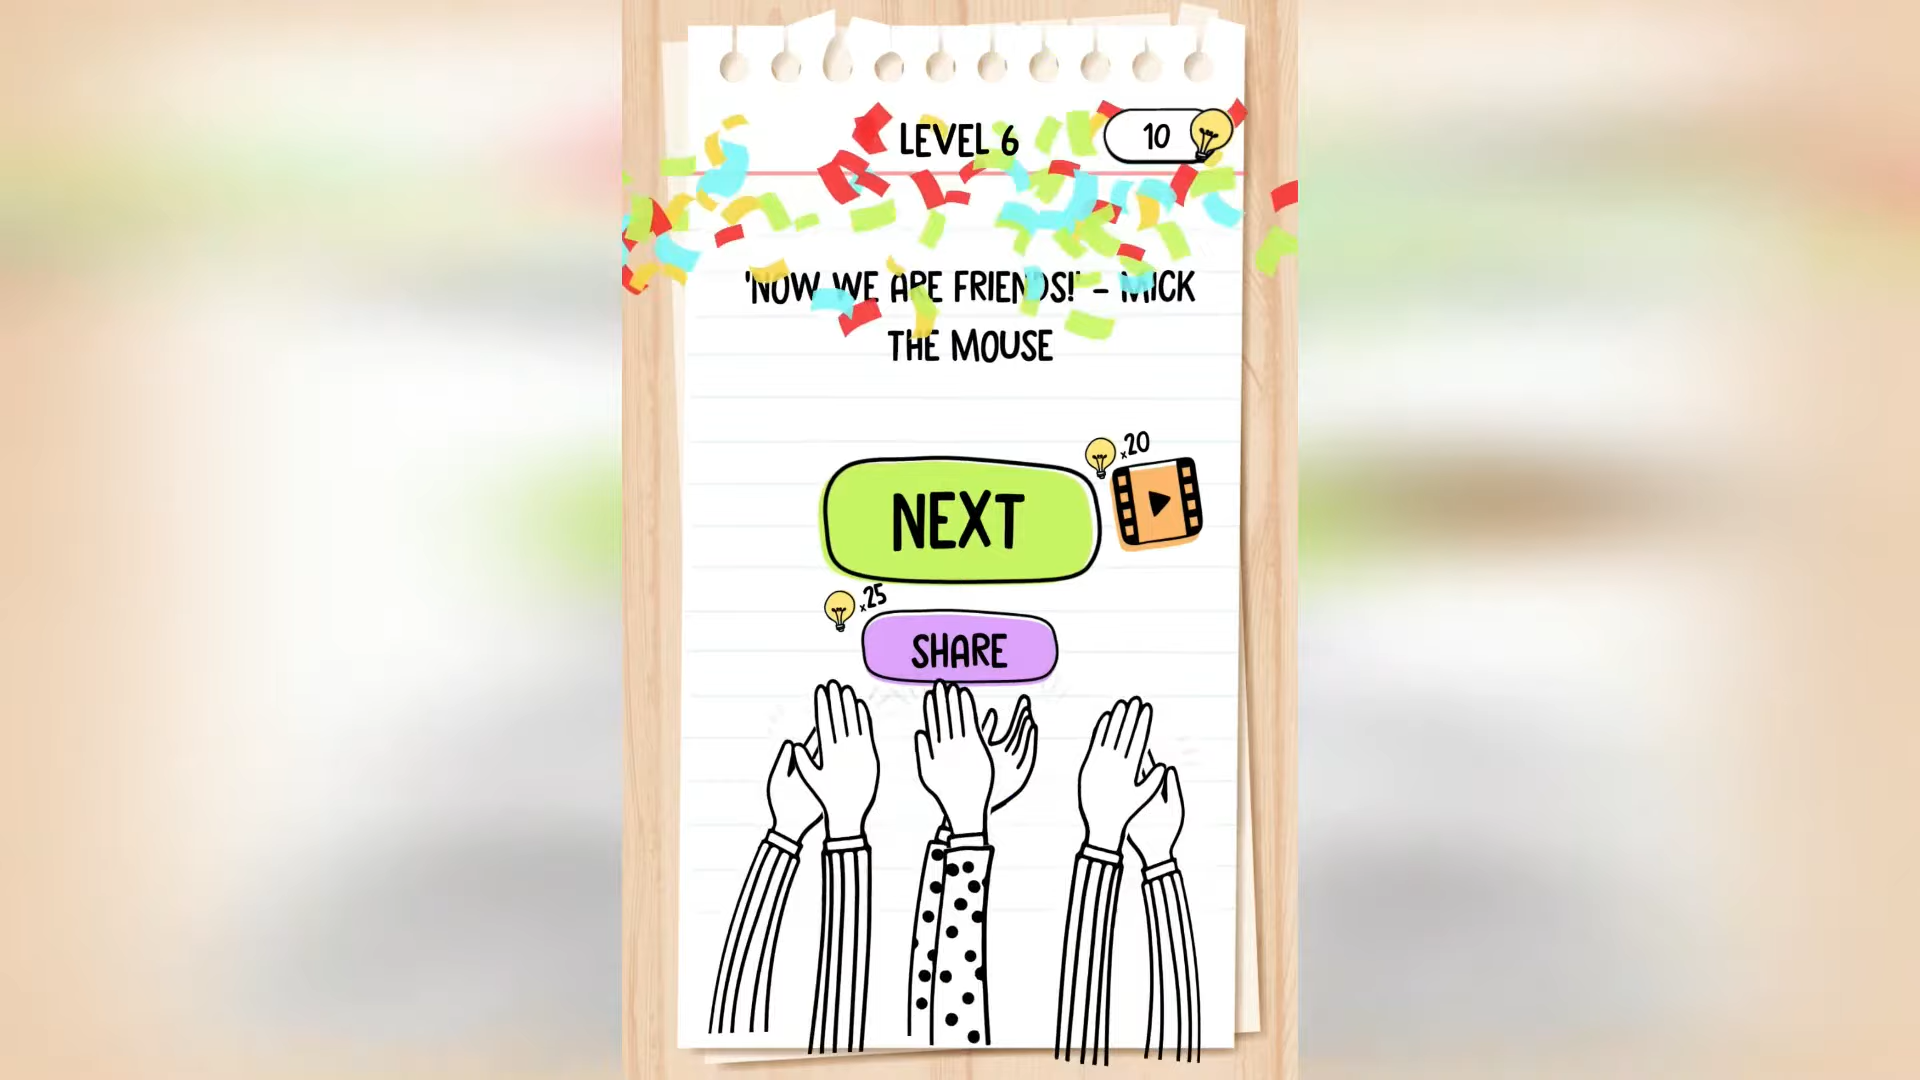 LEVEL 6
10
'NOW WE ARE FRIENDS!' – MICK
THE MOUSE
x20
NEXT
x25
SHARE